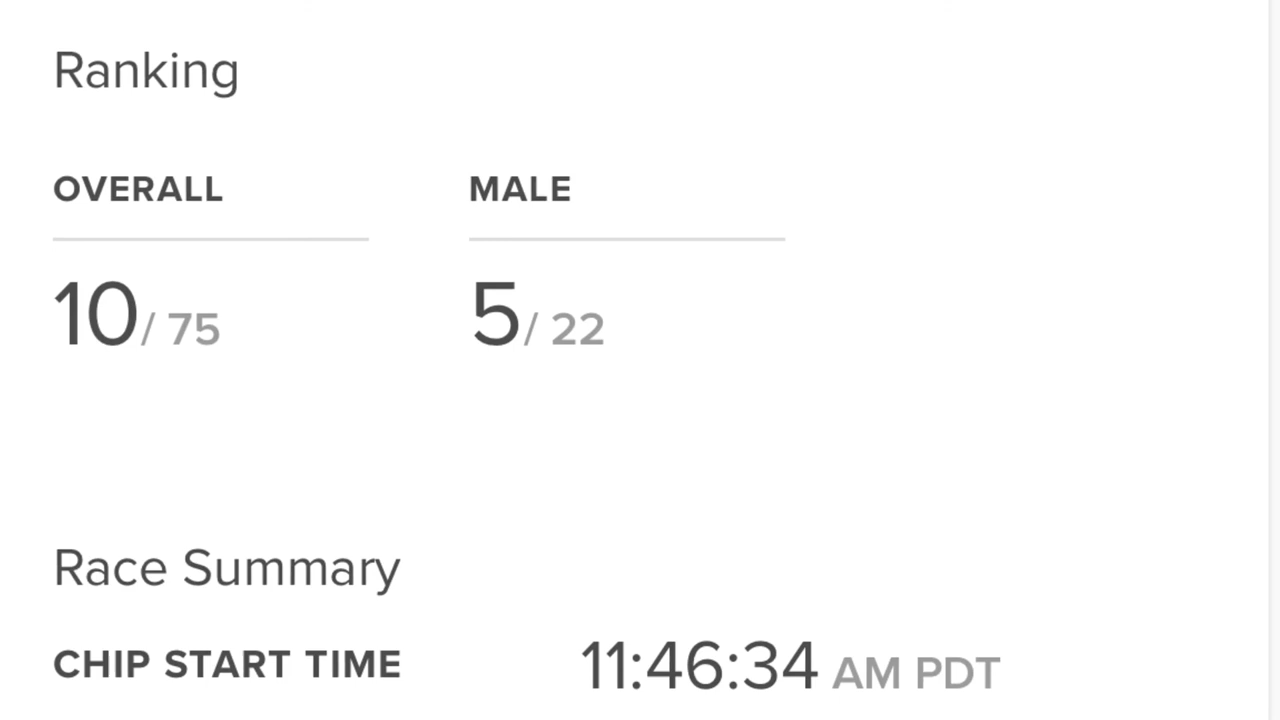 Ranking
OVERALL MALE
10/ 75 5/ 22
Race Summary
CHIP START TIME 11:46:34 AM PDT